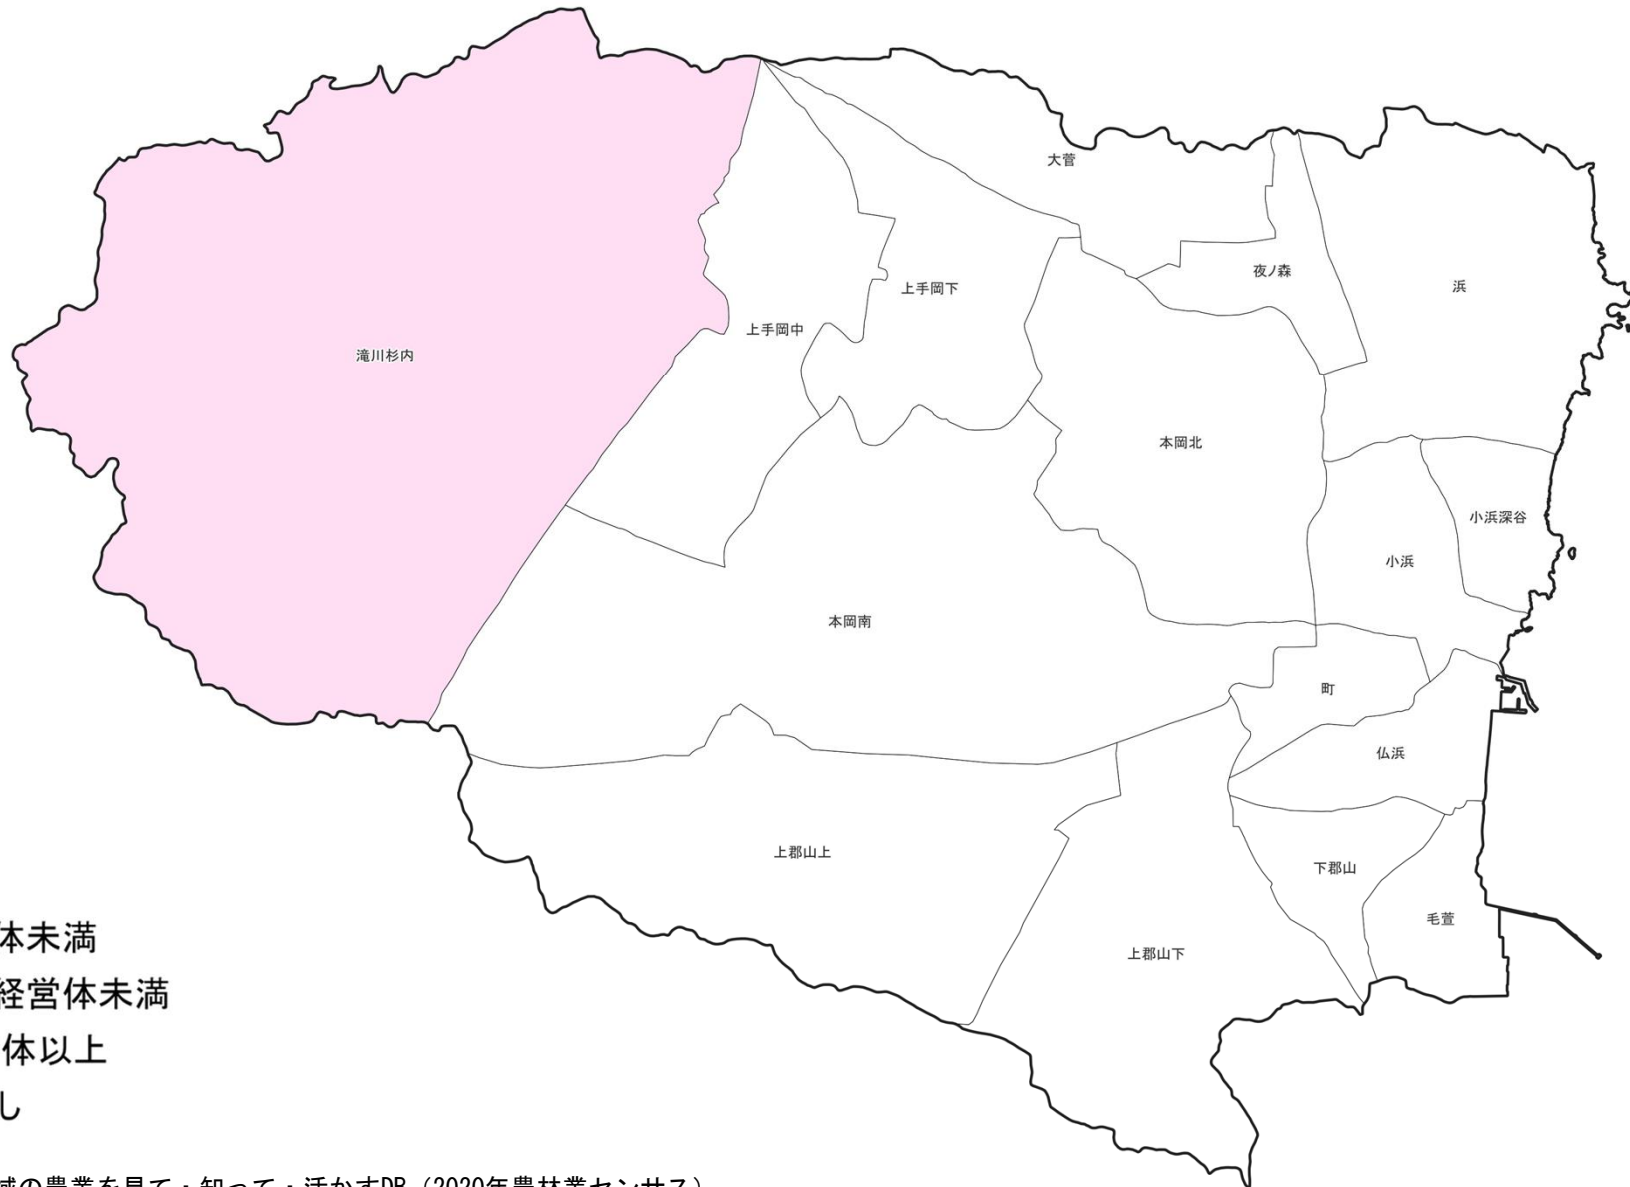 大菅
夜ノ森
浜
上手岡下
上手岡中
滝川杉内
本岡北
小浜深谷
小浜
本岡南
町
仏浜
上郡山上
下郡山
毛萱
上郡山下
体未満
経営体未満
体以上
し
域の農業を見て・知って・活かすDB（2020年農林業センサス）